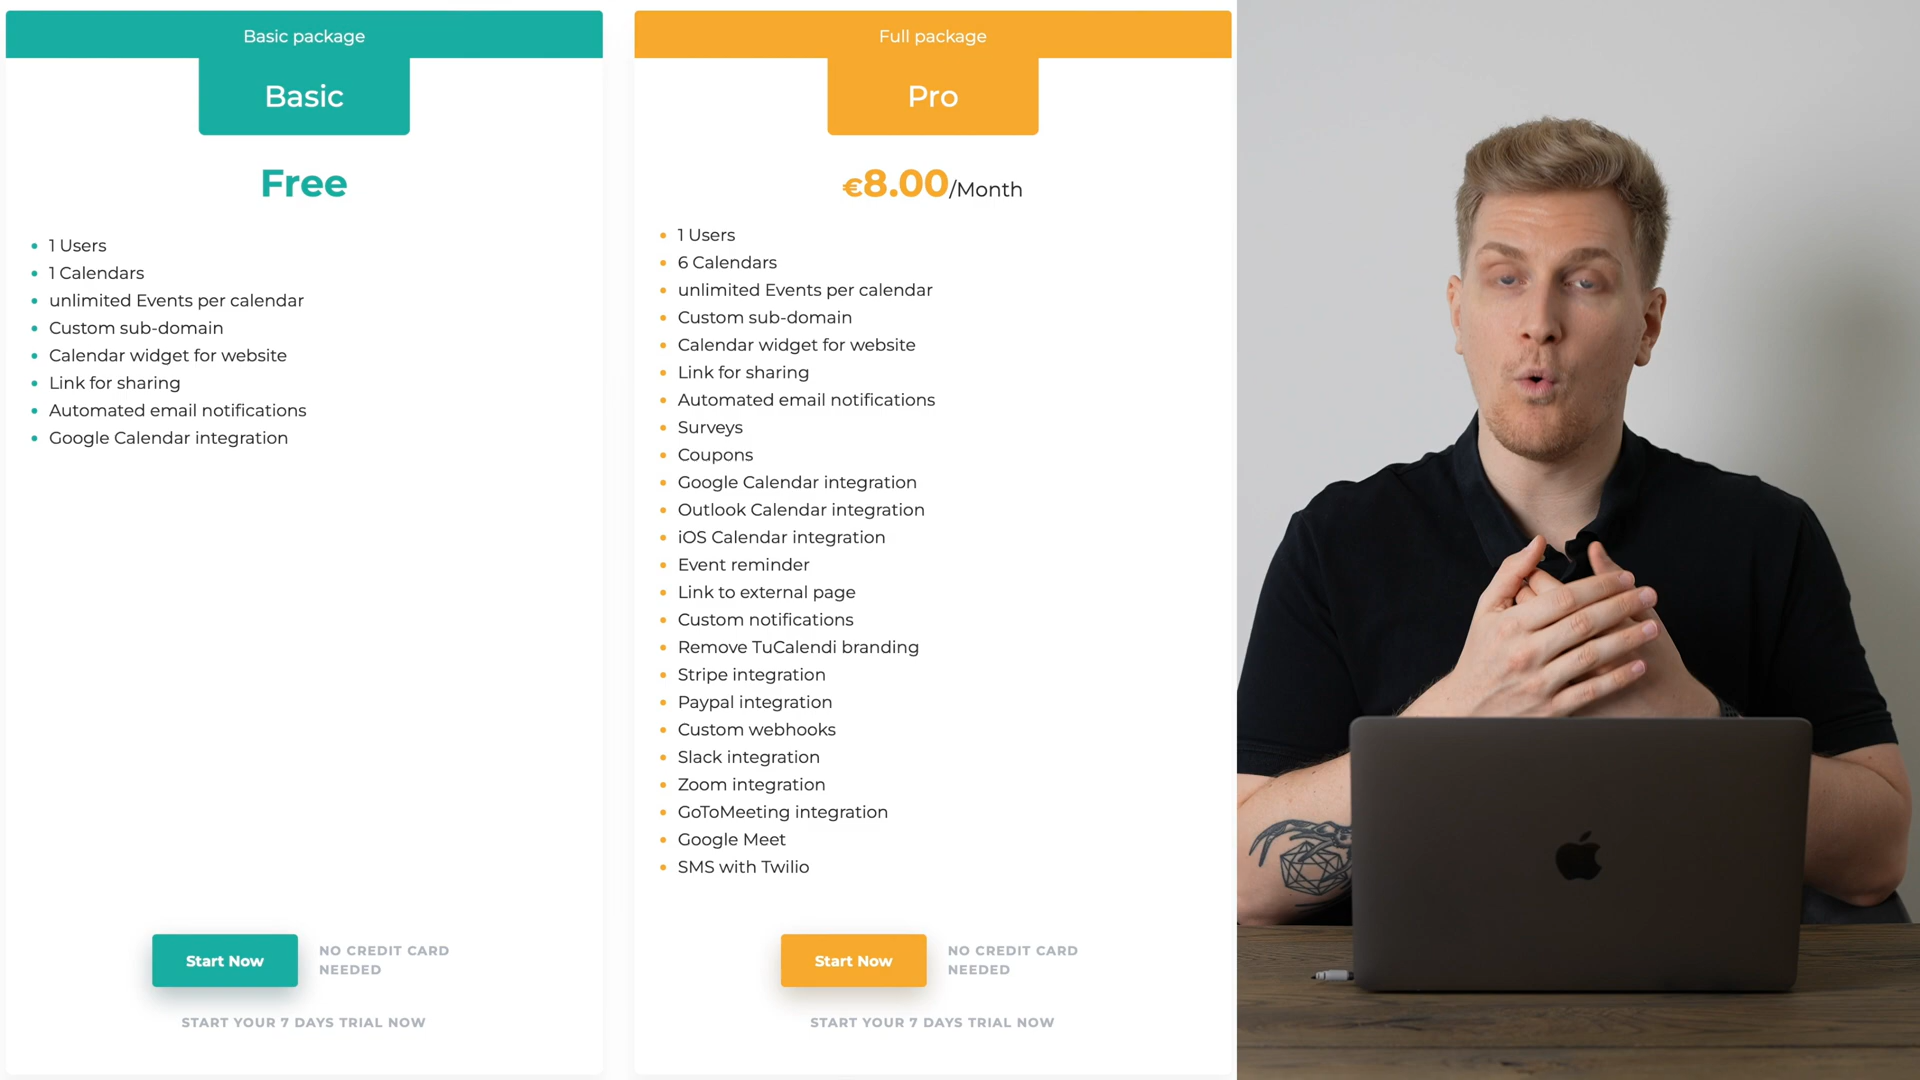 Basic package
Basic
Free
1 Users
1 Calendars
unlimited Events per calendar
Custom sub-domain
Calendar widget for website
Link for sharing
Automated email notifications
Google Calendar integration
Start Now
NO CREDIT CARD
NEEDED
START YOUR 7 DAYS TRIAL NOW
Full package
Pro
€8.00/Month
1 Users
6 Calendars
unlimited Events per calendar
Custom sub-domain
Calendar widget for website
Link for sharing
Automated email notifications
Surveys
Coupons
Google Calendar integration
Outlook Calendar integration
iOS Calendar integration
Event reminder
Link to external page
Custom notifications
Remove TuCalendi branding
Stripe integration
Paypal integration
Custom webhooks
Slack integration
Zoom integration
GoToMeeting integration
Google Meet
SMS with Twilio
Start Now
NO CREDIT CARD
NEEDED
START YOUR 7 DAYS TRIAL NOW